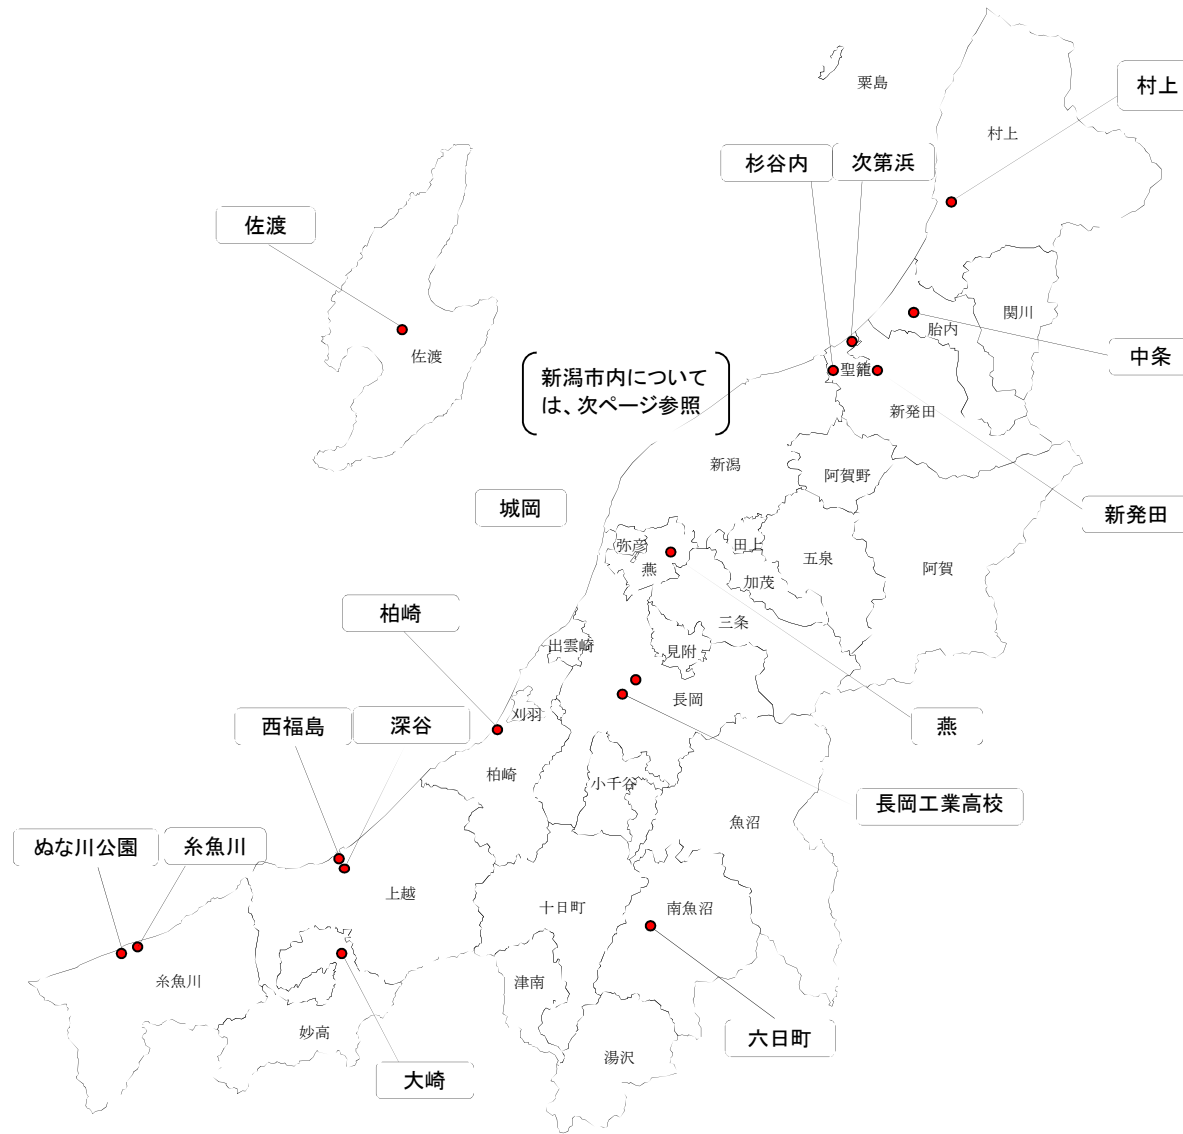 栗島
村上
村上
杉谷内
次第浜
佐渡
関川
胎内
中条
佐渡
聖籠
新潟市内について
は、次ページ参照
新発田
新潟
阿賀野
城岡
新発田
弥彦
田上
五泉
阿賀
燕
加茂
柏崎
三条
出雲崎
見附
長岡
刈羽
西福島
深谷
燕
柏崎
小千谷
長岡工業高校
魚沼
ぬな川公園
糸魚川
上越
十日町
南魚沼
糸魚川
津南
妙高
六日町
湯沢
大崎